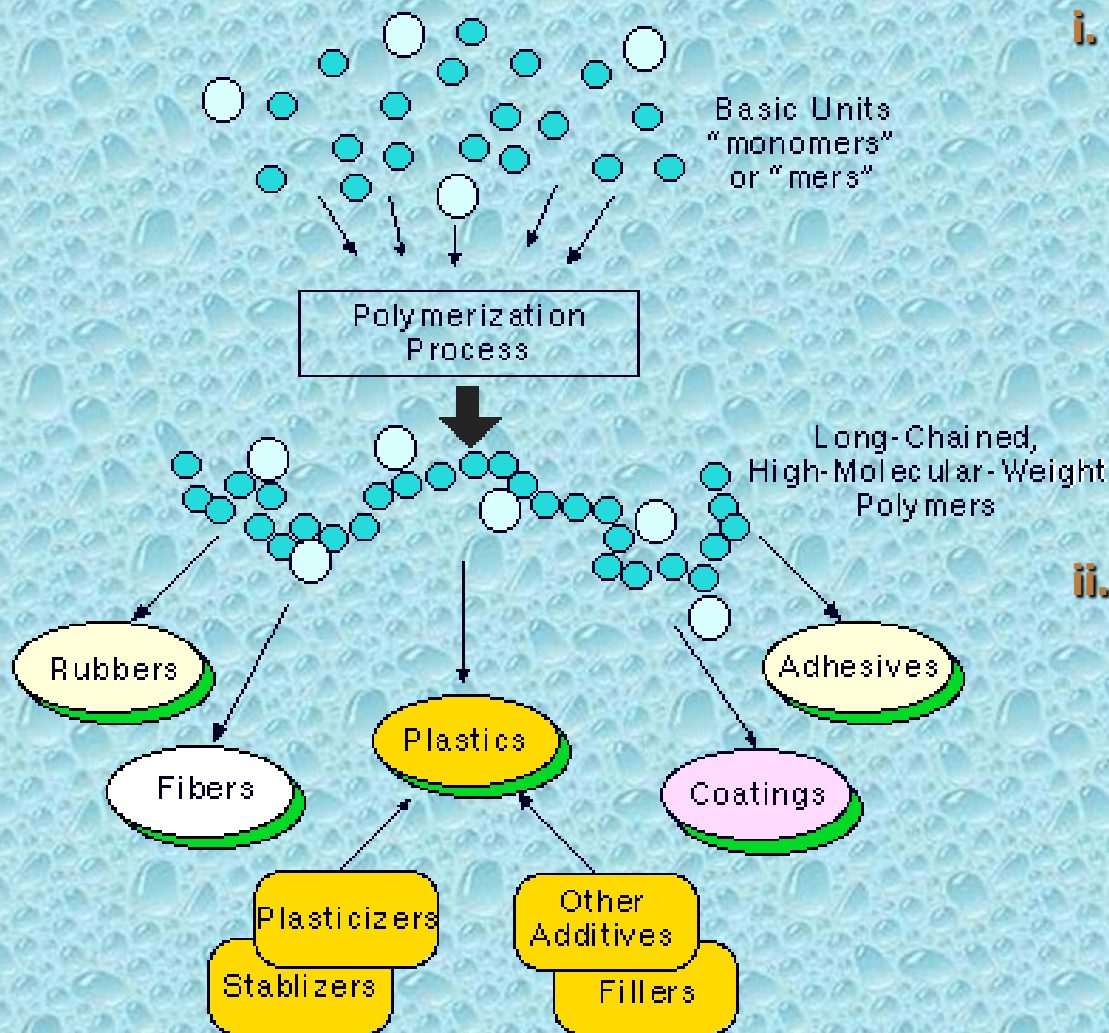 i.
Basic Units
“monomers”
or “mers”
Polymerization
Process
Long-Chained,
High-Molecular-Weight
Polymers
ii.
Rubbers
Adhesives
Plastics
Fibers
Coatings
Plasticizers
Other
Additives
Stablizers
Fillers